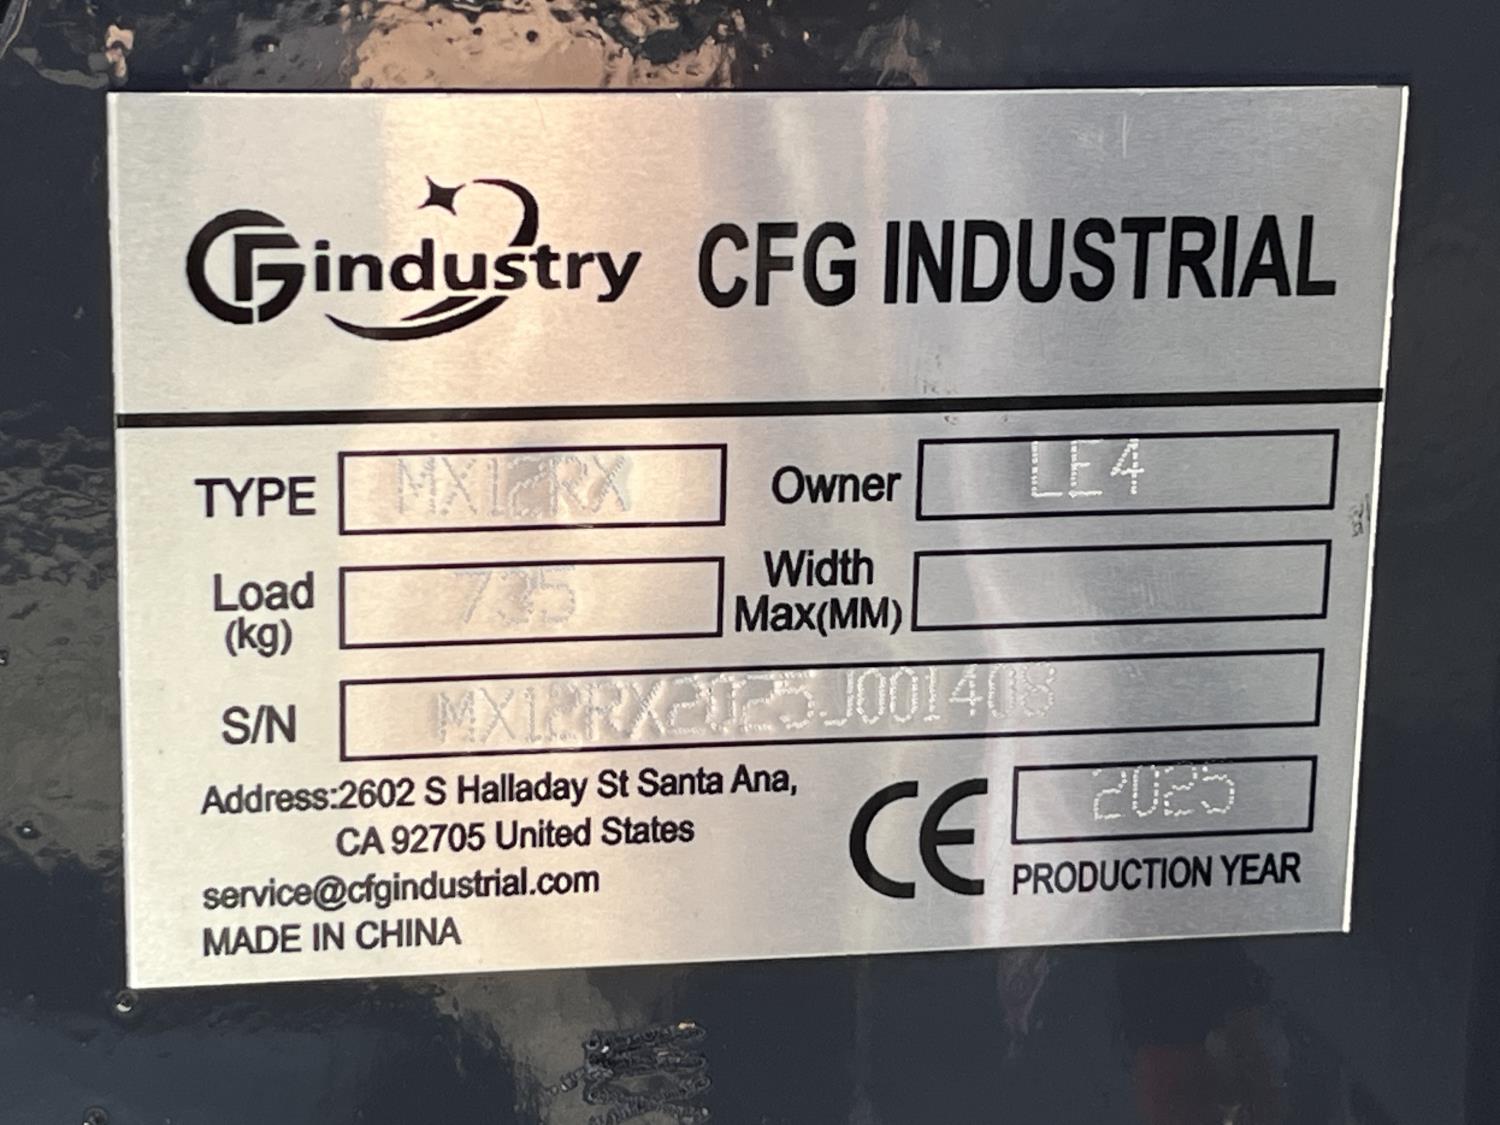 CFGindustry CFG INDUSTRIAL
TYPE MX12RX Owner LE4
Load (kg) 735 Width Max(MM)
S/N MX12RX2025J001408
Address:2602 S Halladay St Santa Ana,
CA 92705 United States
service@cfgindustrial.com
MADE IN CHINA
CE 2025
PRODUCTION YEAR